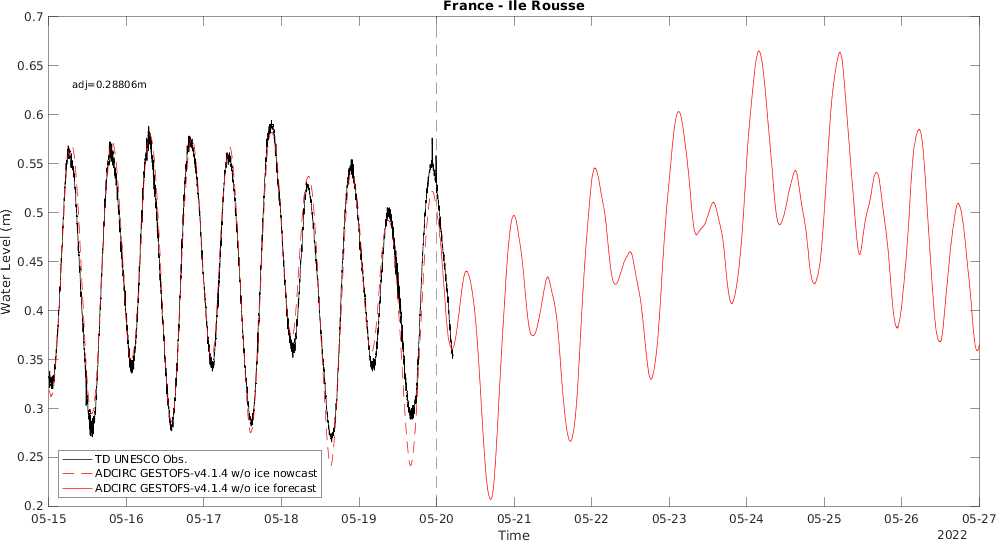 France - Ile Rousse
0.7
0.65
0.6
0.55
0.5
0.45
0.4
0.35
0.3
0.25
0.2
Water Level (m)
adj=0.28806m
TD UNESCO Obs.
ADCIRC GESTOFS-v4.1.4 w/o ice nowcast
ADCIRC GESTOFS-v4.1.4 w/o ice forecast
05-15 05-16 05-17 05-18 05-19 05-20 05-21 05-22 05-23 05-24 05-25 05-26 05-27
Time
2022